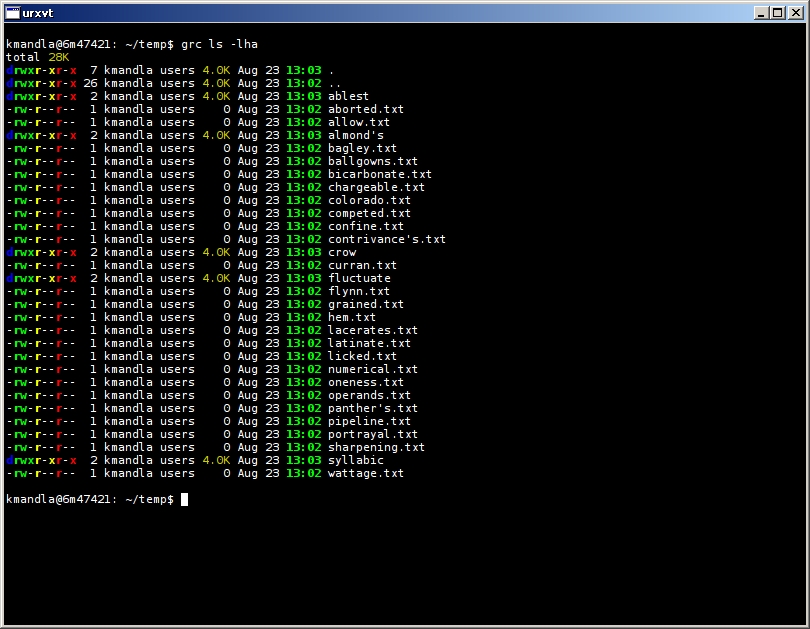 urxvt
kmandla@6m47421: ~/temp$ grc ls -lha
total 28K
drwxr-xr-x  7 kmandla users 4.0K Aug 23 13:03 .
drwxr-xr-x 26 kmandla users 4.0K Aug 23 13:02 ..
drwxr-xr-x  2 kmandla users 4.0K Aug 23 13:03 ablest
-rw-r--r--  1 kmandla users    0 Aug 23 13:02 aborted.txt
-rw-r--r--  1 kmandla users    0 Aug 23 13:02 allow.txt
drwxr-xr-x  2 kmandla users 4.0K Aug 23 13:03 almond's
-rw-r--r--  1 kmandla users    0 Aug 23 13:02 bagley.txt
-rw-r--r--  1 kmandla users    0 Aug 23 13:02 ballgowns.txt
-rw-r--r--  1 kmandla users    0 Aug 23 13:02 bicarbonate.txt
-rw-r--r--  1 kmandla users    0 Aug 23 13:02 chargeable.txt
-rw-r--r--  1 kmandla users    0 Aug 23 13:02 colorado.txt
-rw-r--r--  1 kmandla users    0 Aug 23 13:02 competed.txt
-rw-r--r--  1 kmandla users    0 Aug 23 13:02 confine.txt
-rw-r--r--  1 kmandla users    0 Aug 23 13:02 contrivance's.txt
drwxr-xr-x  2 kmandla users 4.0K Aug 23 13:03 crow
-rw-r--r--  1 kmandla users    0 Aug 23 13:02 curran.txt
drwxr-xr-x  2 kmandla users 4.0K Aug 23 13:03 fluctuate
-rw-r--r--  1 kmandla users    0 Aug 23 13:02 flynn.txt
-rw-r--r--  1 kmandla users    0 Aug 23 13:02 grained.txt
-rw-r--r--  1 kmandla users    0 Aug 23 13:02 hem.txt
-rw-r--r--  1 kmandla users    0 Aug 23 13:02 lacerates.txt
-rw-r--r--  1 kmandla users    0 Aug 23 13:02 latinate.txt
-rw-r--r--  1 kmandla users    0 Aug 23 13:02 licked.txt
-rw-r--r--  1 kmandla users    0 Aug 23 13:02 numerical.txt
-rw-r--r--  1 kmandla users    0 Aug 23 13:02 oneness.txt
-rw-r--r--  1 kmandla users    0 Aug 23 13:02 operands.txt
-rw-r--r--  1 kmandla users    0 Aug 23 13:02 panther's.txt
-rw-r--r--  1 kmandla users    0 Aug 23 13:02 pipeline.txt
-rw-r--r--  1 kmandla users    0 Aug 23 13:02 portrayal.txt
-rw-r--r--  1 kmandla users    0 Aug 23 13:02 sharpening.txt
drwxr-xr-x  2 kmandla users 4.0K Aug 23 13:03 syllabic
-rw-r--r--  1 kmandla users    0 Aug 23 13:02 wattage.txt
kmandla@6m47421: ~/temp$